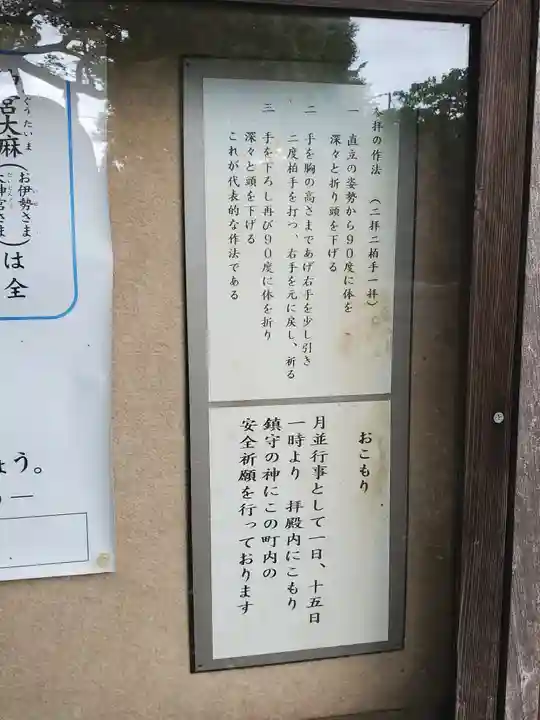 参拝の作法　（二拝二拍手一拝）
一　直立の姿勢から90度に体を
深々と折り頭を下げる
二　手を胸の高さまであげ右手を少し引き
二度柏手を打つ、右手を元に戻し、祈る
三　手を下ろし再び90度に体を折り
深々と頭を下げる
これが代表的な作法である
おこもり
月並行事として一日、十五日
一時より　拝殿内にこもり
鎮守の神にこの町内の
安全祈願を行っております
宮大麻（お伊勢さま
大神宮さま）は
全
ょう。